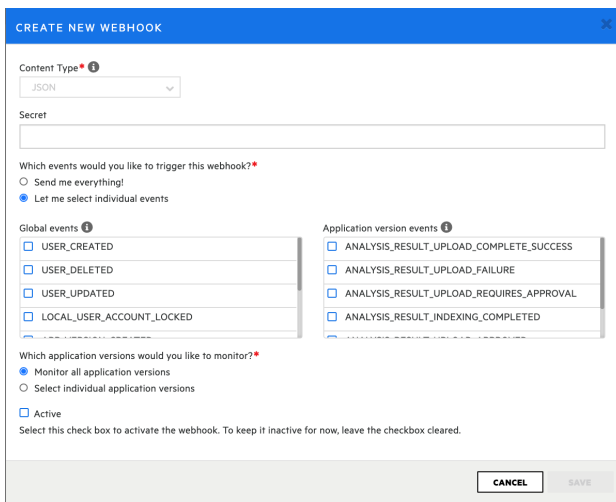 CREATE NEW WEBHOOK
Content Type*
JSON
Secret
Which events would you like to trigger this webhook?*
Send me everything!
Let me select individual events
Global events
USER_CREATED
USER_DELETED
USER_UPDATED
LOCAL_USER_ACCOUNT_LOCKED
Application version events
ANALYSIS_RESULT_UPLOAD_COMPLETE_SUCCESS
ANALYSIS_RESULT_UPLOAD_FAILURE
ANALYSIS_RESULT_UPLOAD_REQUIRES_APPROVAL
ANALYSIS_RESULT_INDEXING_COMPLETED
Which application versions would you like to monitor?*
Monitor all application versions
Select individual application versions
Active
Select this check box to activate the webhook. To keep it inactive for now, leave the checkbox cleared.
CANCEL
SAVE